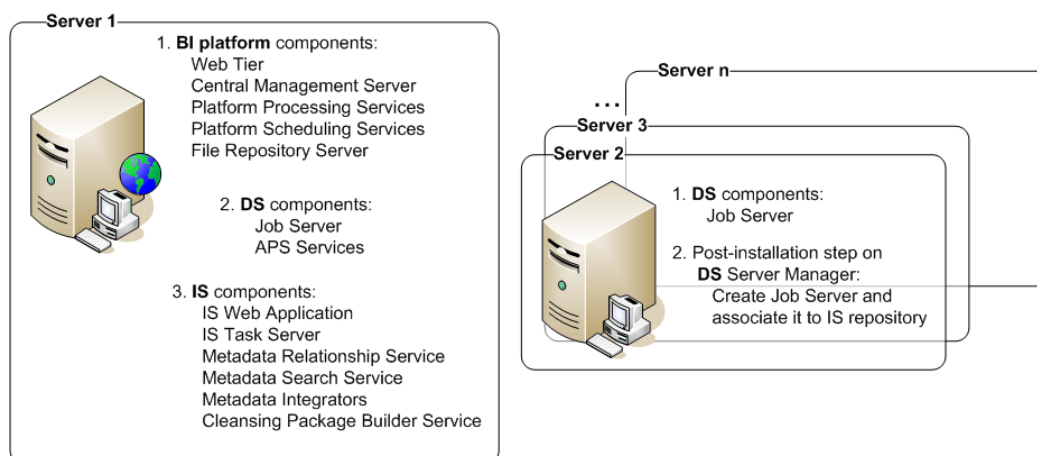 Server 1
1. BI platform components:
Web Tier
Central Management Server
Platform Processing Services
Platform Scheduling Services
File Repository Server
2. DS components:
Job Server
APS Services
3. IS components:
IS Web Application
IS Task Server
Metadata Relationship Service
Metadata Search Service
Metadata Integrators
Cleansing Package Builder Service
Server n
...
Server 3
Server 2
1. DS components:
Job Server
2. Post-installation step on
DS Server Manager:
Create Job Server and
associate it to IS repository